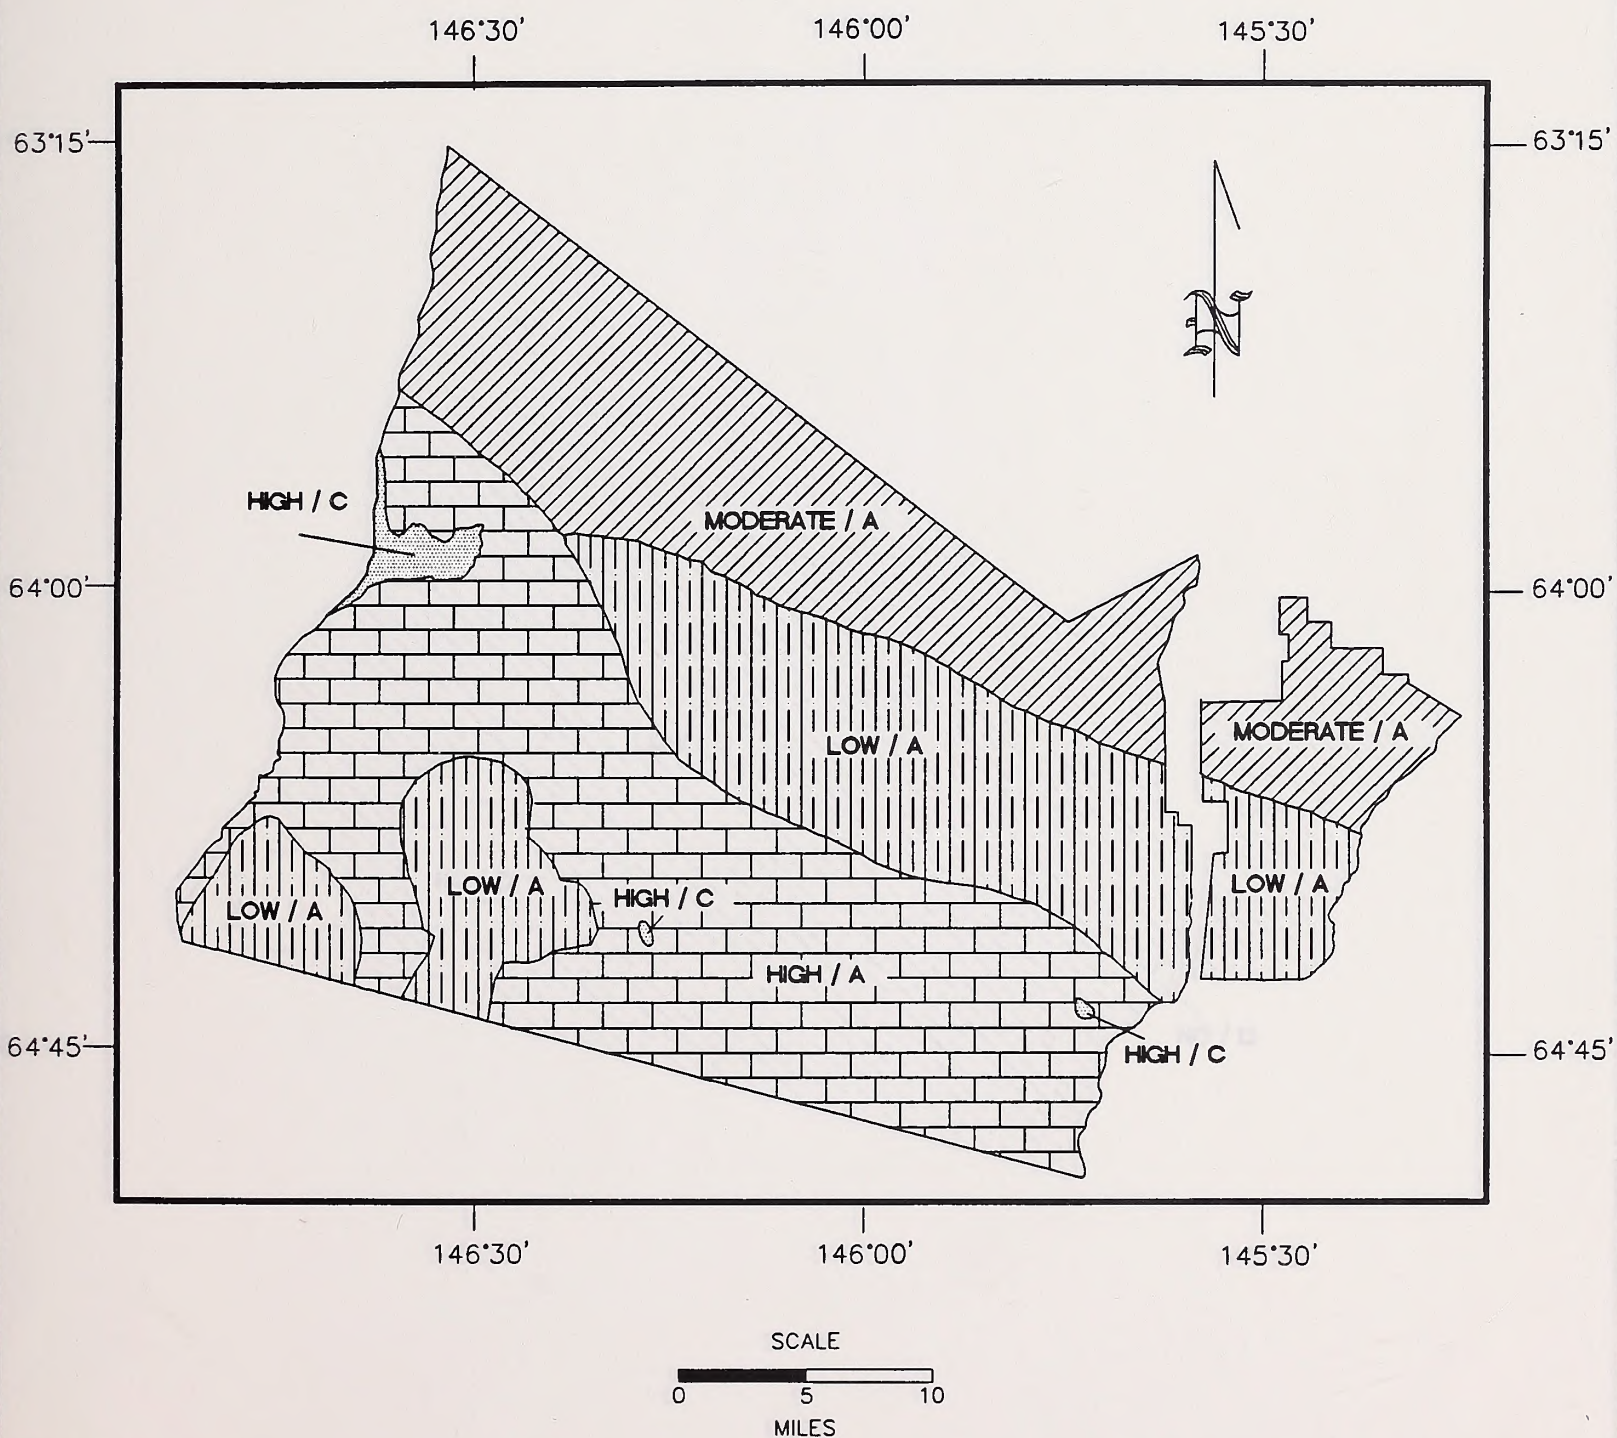 146°30' 146°00' 145°30'
63°15' 63°15'
N
HIGH / C
MODERATE / A
64°00' 64°00'
MODERATE / A
LOW / A
LOW / A
LOW / A
HIGH / C
LOW / A
HIGH / A
64°45' 64°45'
HIGH / C
146°30' 146°00' 145°30'
SCALE
0 5 10
MILES